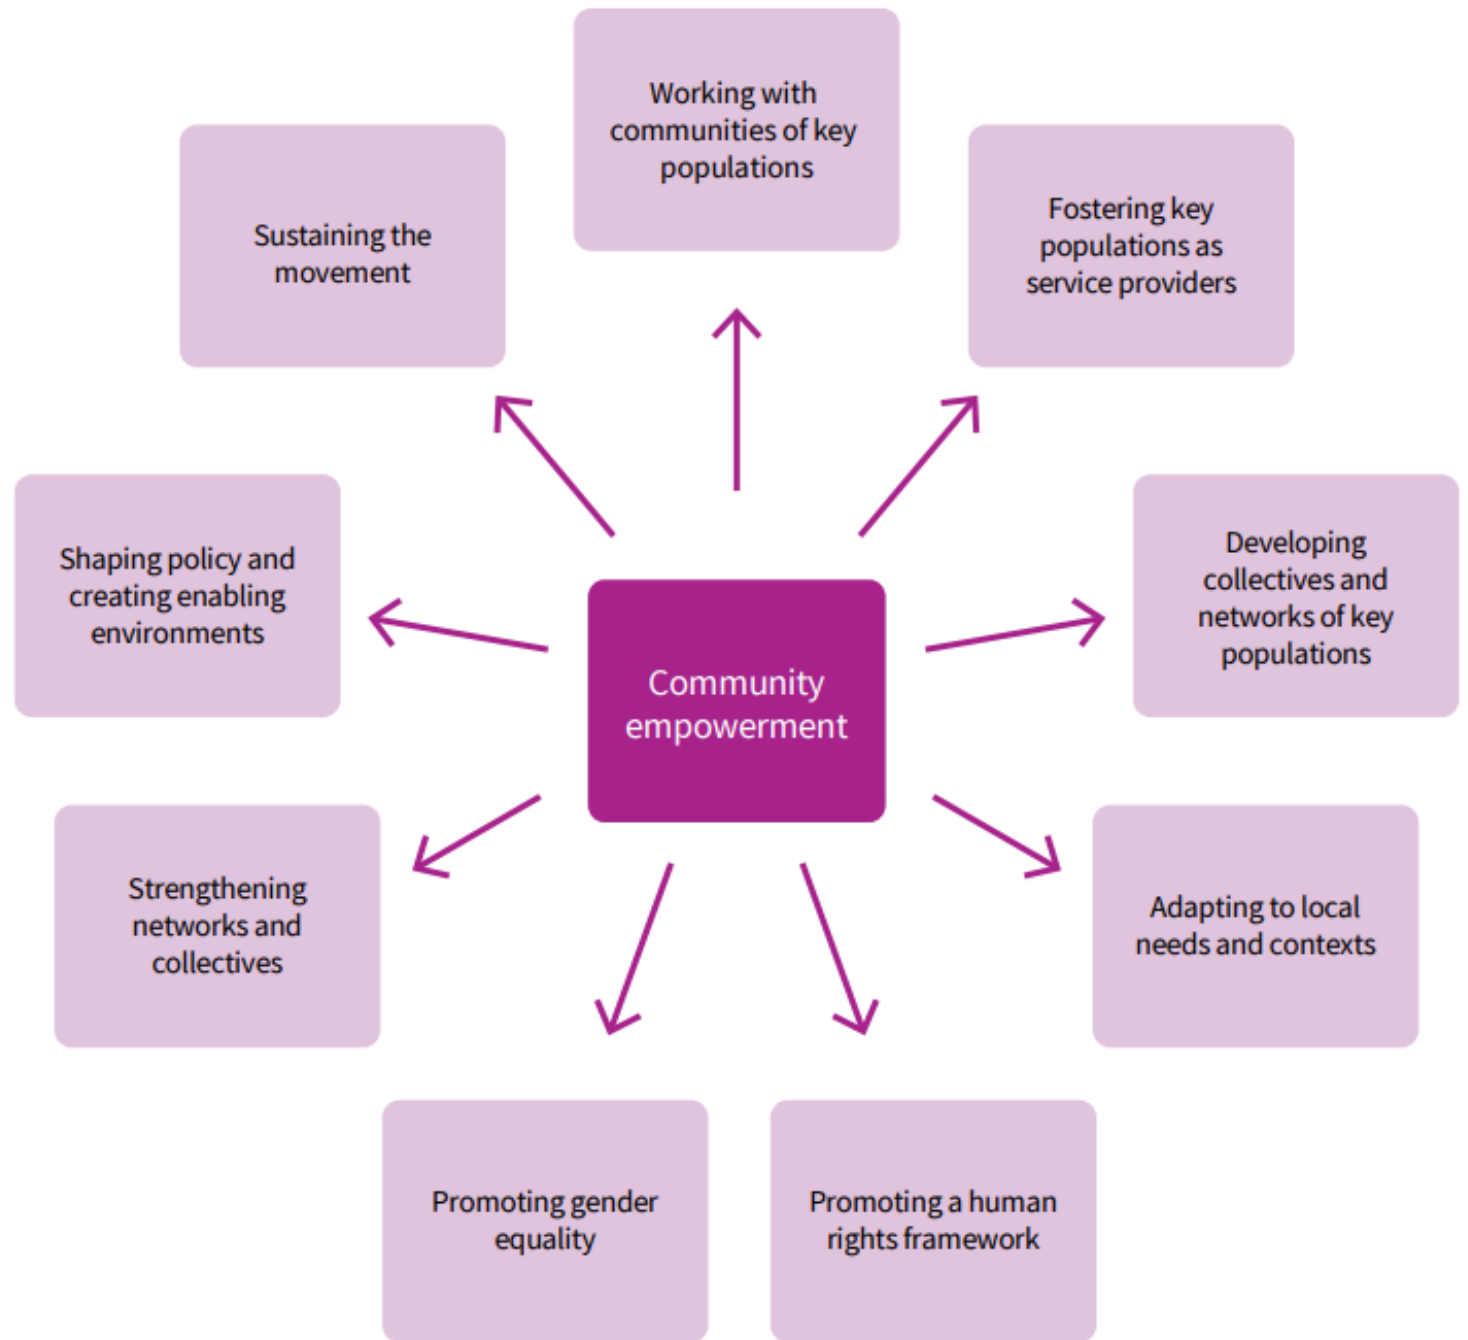 Working with
communities of key
populations
Fostering key
populations as
service providers
Developing
collectives and
networks of key
populations
Adapting to local
needs and contexts
Promoting a human
rights framework
Promoting gender
equality
Strengthening
networks and
collectives
Shaping policy and
creating enabling
environments
Sustaining the
movement
Community
empowerment